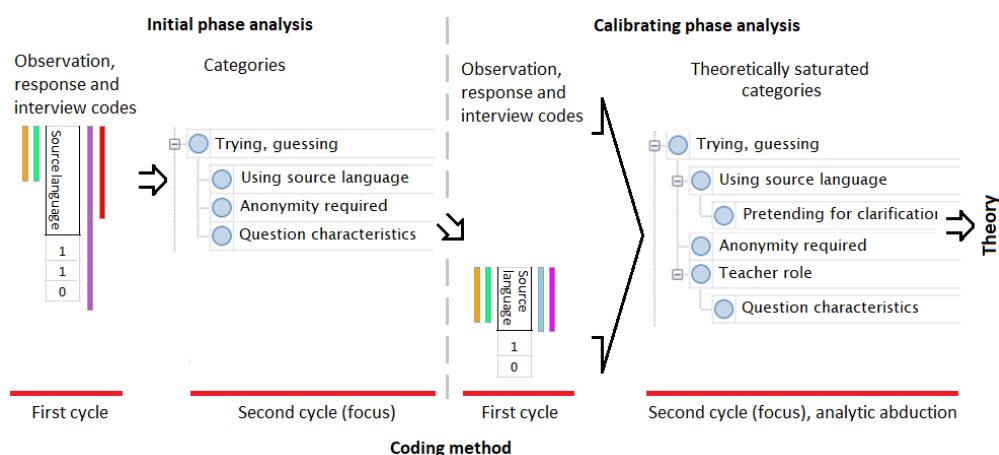 Initial phase analysis
Calibrating phase analysis
Observation,
response and
interview codes
Categories
Observation,
response and
interview codes
Theoretically saturated
categories
Source language
1
1
0
Trying, guessing
Using source language
Anonymity required
Question characteristics
Source
language
1
0
Trying, guessing
Using source language
Pretending for clarification
Anonymity required
Teacher role
Question characteristics
Theory
First cycle
Second cycle (focus)
First cycle
Second cycle (focus), analytic abduction
Coding method